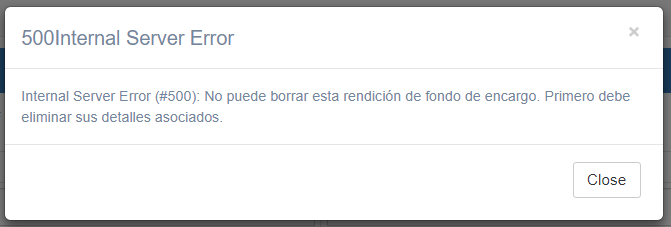 500Internal Server Error
×
Internal Server Error (#500): No puede borrar esta rendición de fondo de encargo. Primero debe
eliminar sus detalles asociados.
Close